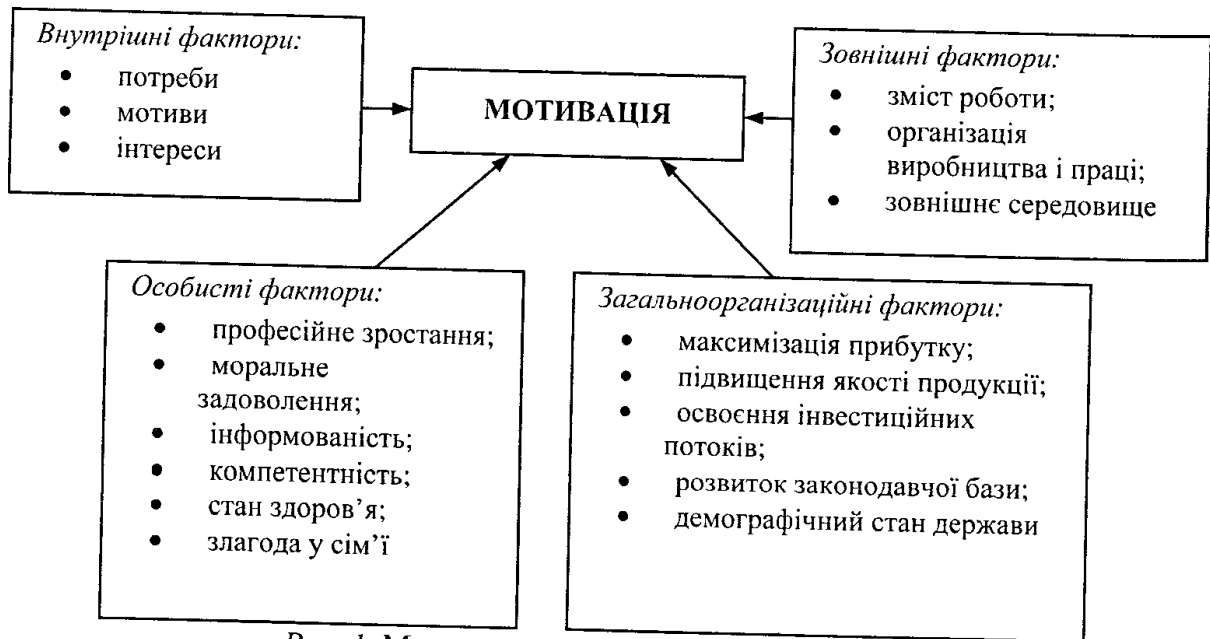 Внутрішні фактори:
• потреби
• мотиви
• інтереси
МОТИВАЦІЯ
Зовнішні фактори:
• зміст роботи;
• організація
виробництва і праці;
• зовнішнє середовище
Особисті фактори:
• професійне зростання;
• моральне
задоволення;
• інформованість;
• компетентність;
• стан здоров’я;
• злагода у сім’ї
Загальноорганізаційні фактори:
• максимізація прибутку;
• підвищення якості продукції;
• освоєння інвестиційних
потоків;
• розвиток законодавчої бази;
• демографічний стан держави